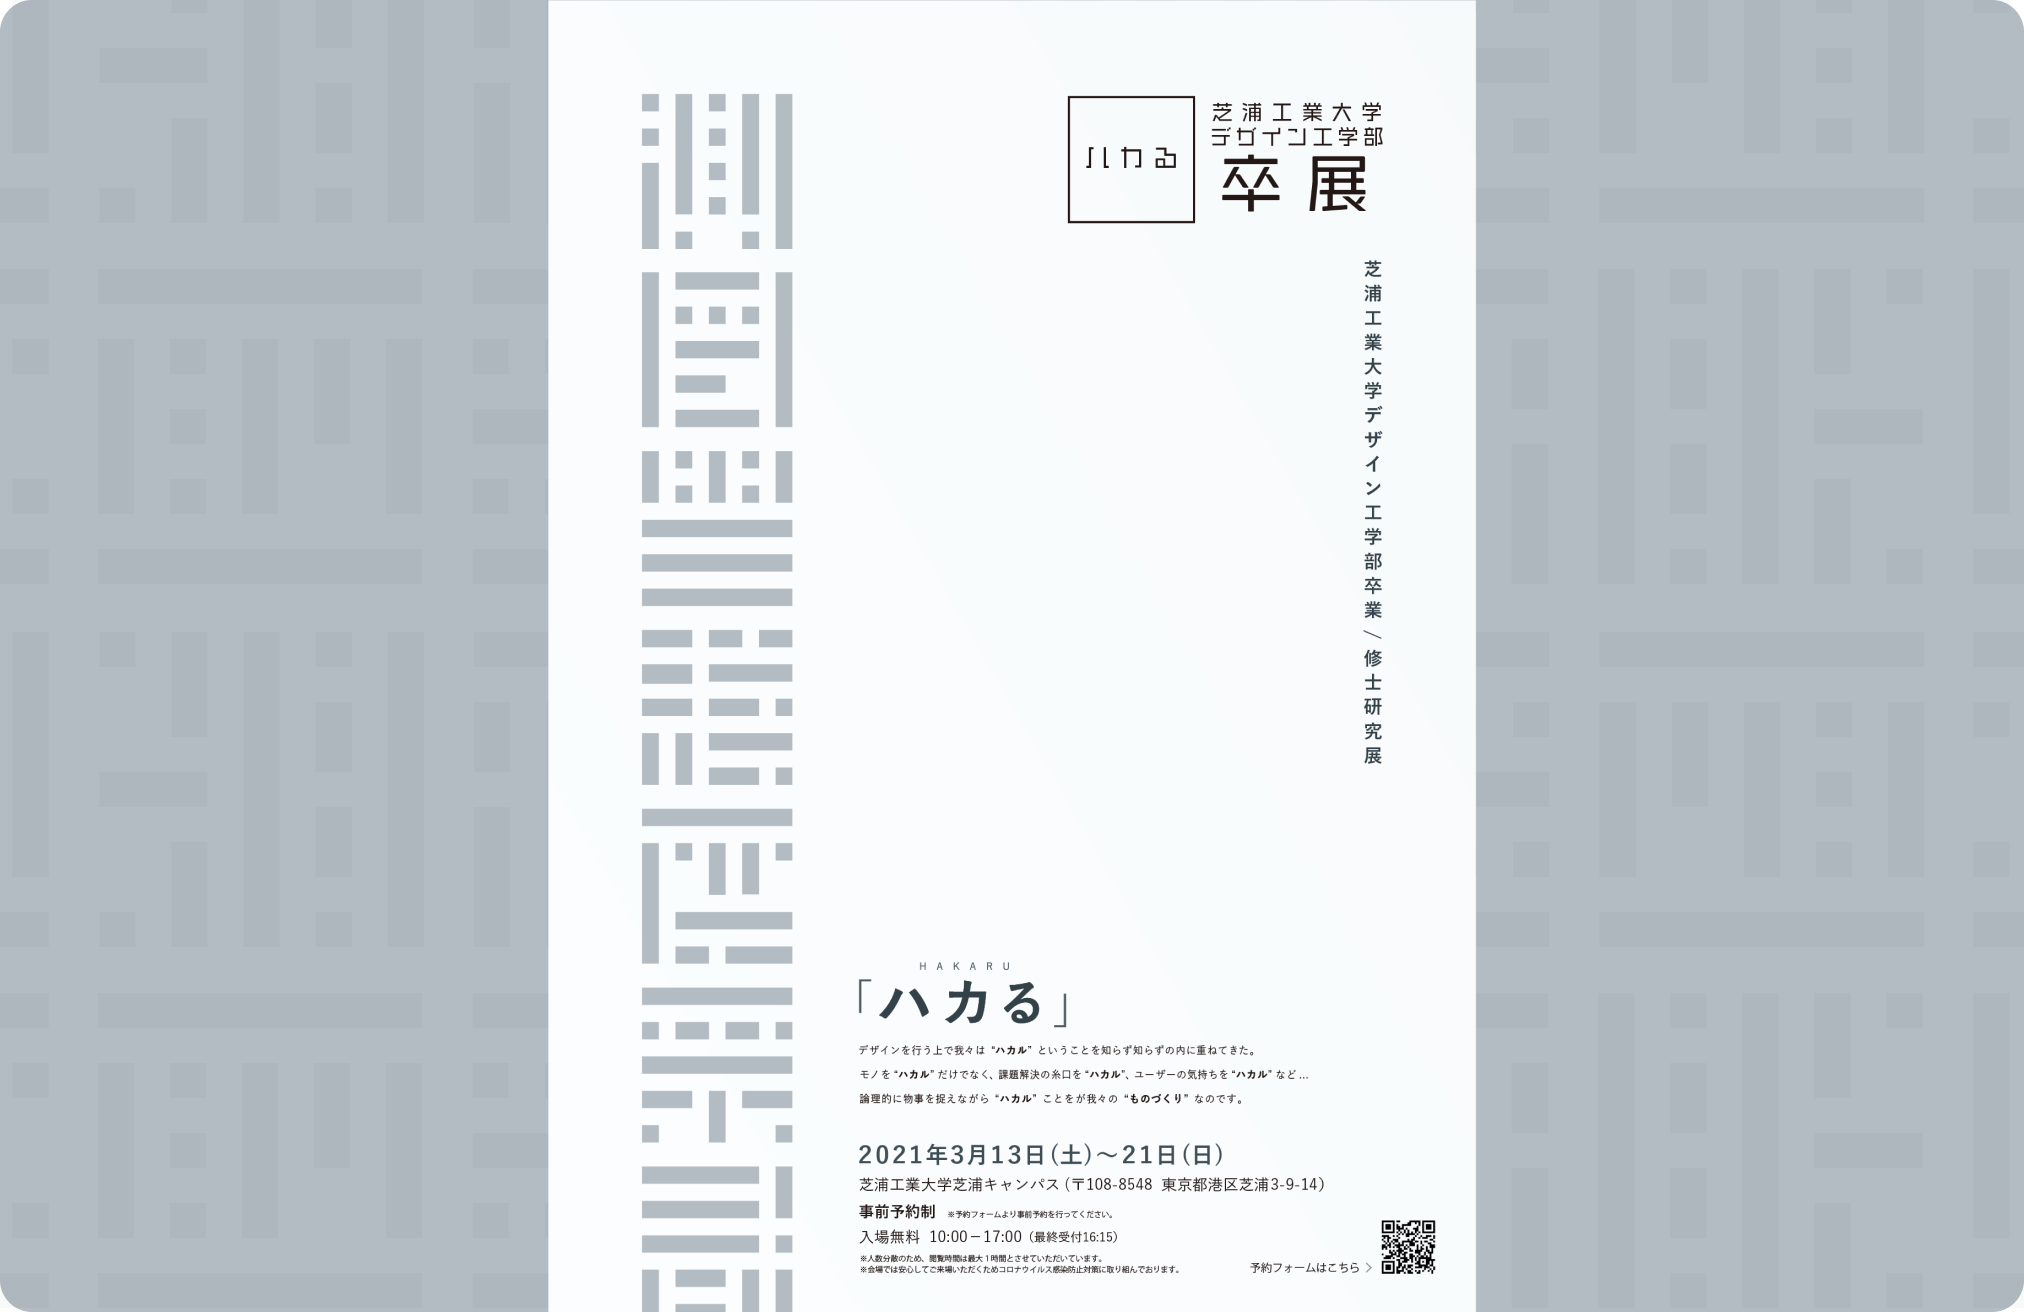 ハカる
芝浦工業大学
デザイン工学部
卒展
芝浦工業大学デザイン工学部卒業/修士研究展
HAKARU
「ハカる」
デザインを行う上で我々は “ハカル” ということを知らず知らずの内に重ねてきた。
モノを “ハカル” だけでなく、課題解決の糸口を “ハカル”、ユーザーの気持ちを “ハカル” など…
論理的に物事を捉えながら “ハカル” ことをが我々の “ものづくり” なのです。
2021年3月13日(土)〜21日(日)
芝浦工業大学芝浦キャンパス (〒108-8548 東京都港区芝浦3-9-14)
事前予約制 ※予約フォームより事前予約を行ってください。
入場無料 10:00−17:00 (最終受付16:15)
※人数分散のため、閲覧時間は最大1時間とさせていただいています。
※会場では安心してご来場いただくためコロナウイルス感染防止対策に取り組んでおります。
予約フォームはこちら >